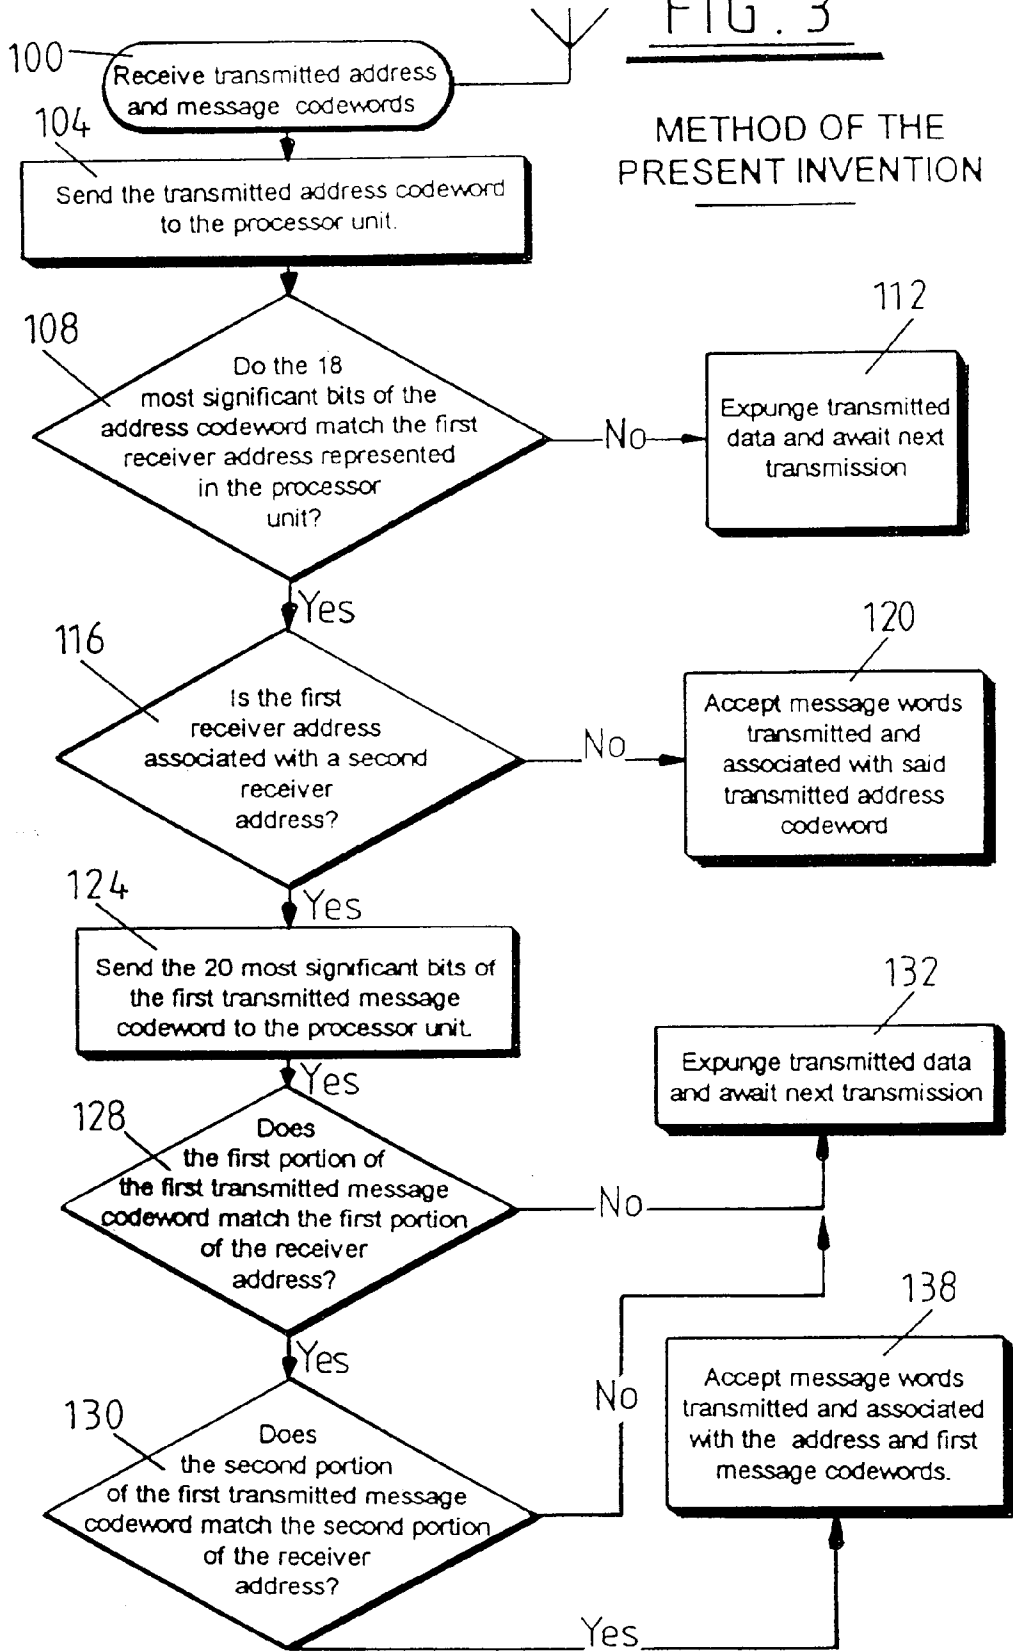 FIG. 3
METHOD OF THE
PRESENT INVENTION
100
Receive transmitted address
and message codewords
104
Send the transmitted address codeword
to the processor unit.
108
Do the 18
most significant bits of the
address codeword match the first
receiver address represented
in the processor
unit?
No
112
Expunge transmitted
data and await next
transmission
Yes
116
Is the first
receiver address
associated with a second
receiver
address?
No
120
Accept message words
transmitted and
associated with said
transmitted address
codeword
Yes
124
Send the 20 most significant bits of
the first transmitted message
codeword to the processor unit.
Yes
128
Does
the first portion of
the first transmitted message
codeword match the first portion
of the receiver
address?
No
132
Expunge transmitted data
and await next transmission
Yes
130
Does
the second portion
of the first transmitted message
codeword match the second portion
of the receiver
address?
No
138
Accept message words
transmitted and associated
with the address and first
message codewords.
Yes